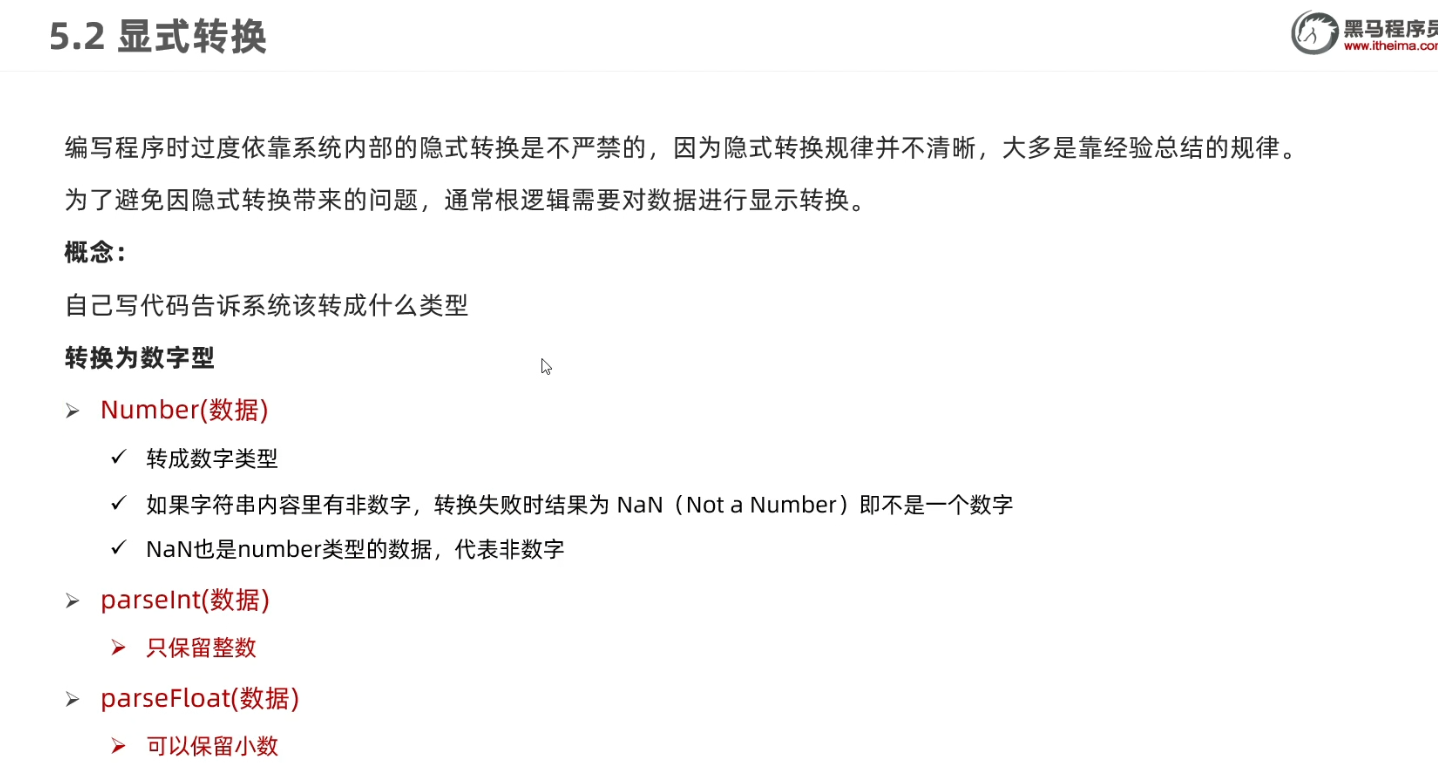 5.2 显式转换
黑马程序员
www.itheima.com
编写程序时过度依靠系统内部的隐式转换是不严禁的，因为隐式转换规律并不清晰，大多是靠经验总结的规律。
为了避免因隐式转换带来的问题，通常根逻辑需要对数据进行显示转换。
概念：
自己写代码告诉系统该转成什么类型
转换为数字型
Number(数据)
转成数字类型
如果字符串内容里有非数字，转换失败时结果为 NaN（Not a Number）即不是一个数字
NaN也是number类型的数据，代表非数字
parseInt(数据)
只保留整数
parseFloat(数据)
可以保留小数